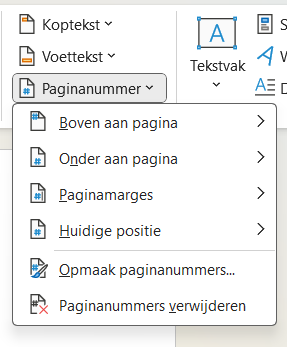 Koptekst
Voettekst
Paginanummer
A
Tekstvak
Boven aan pagina
Onder aan pagina
Paginamarges
Huidige positie
Opmaak paginanummers...
Paginanummers verwijderen